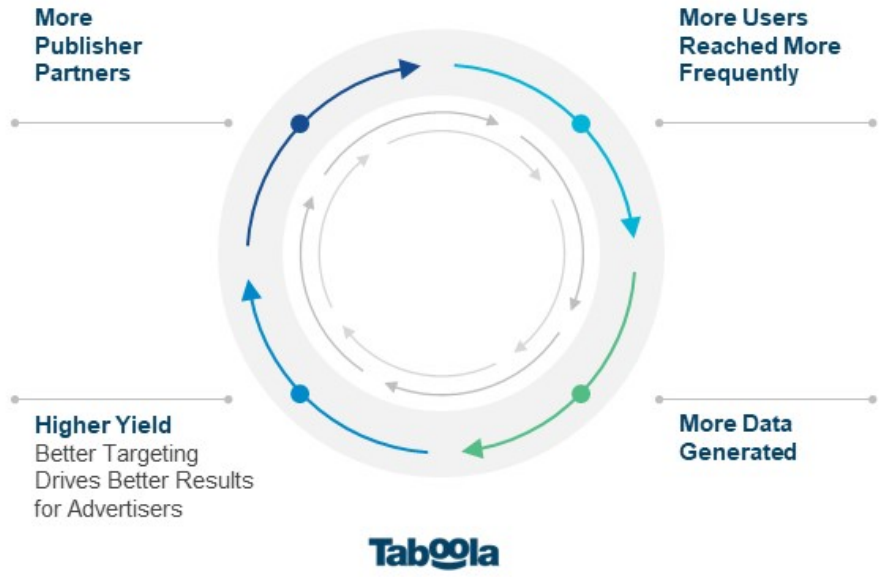 More
Publisher
Partners
More Users
Reached More
Frequently
Higher Yield
Better Targeting
Drives Better Results
for Advertisers
More Data
Generated
Taboola